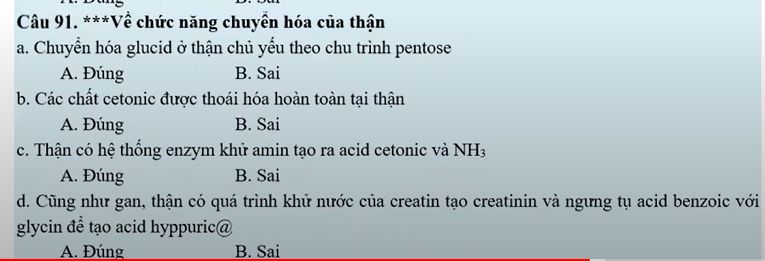 Câu 91. ***Về chức năng chuyển hóa của thận
a. Chuyển hóa glucid ở thận chủ yếu theo chu trình pentose
A. Đúng B. Sai
b. Các chất cetonic được thoái hóa hoàn toàn tại thận
A. Đúng B. Sai
c. Thận có hệ thống enzym khử amin tạo ra acid cetonic và NH₃
A. Đúng B. Sai
d. Cũng như gan, thận có quá trình khử nước của creatin tạo creatinin và ngưng tụ acid benzoic với
glycin để tạo acid hyppuric@
A. Đúng B. Sai